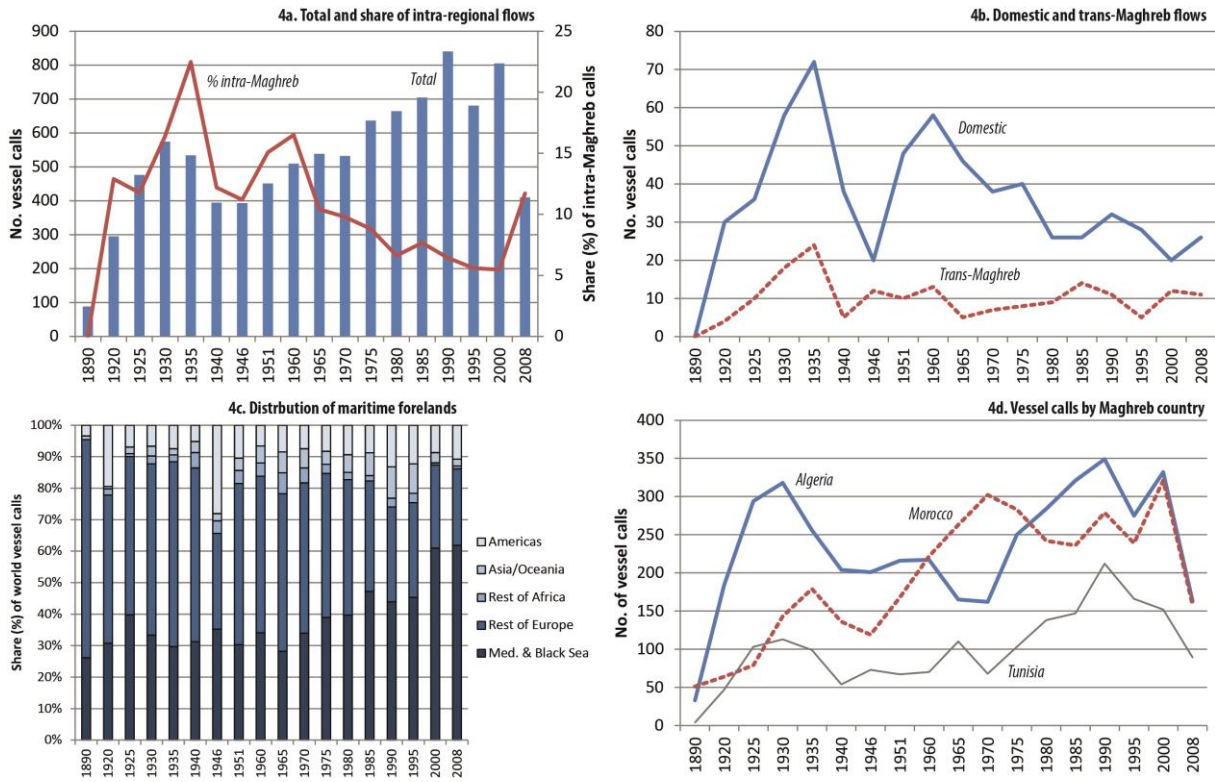 4a. Total and share of intra-regional flows
No. vessel calls
900
800
700
600
500
400
300
200
100
0
% intra-Maghreb
Total
25
20
15
10
5
0
Share (%) of intra-Maghreb calls
1890 1920 1925 1930 1935 1940 1946 1951 1960 1965 1970 1975 1980 1985 1990 1995 2000 2008
4b. Domestic and trans-Maghreb flows
No. vessel calls
80
70
60
50
40
30
20
10
0
Domestic
Trans-Maghreb
1890 1920 1925 1930 1935 1940 1946 1951 1960 1965 1970 1975 1980 1985 1990 1995 2000 2008
4c. Distrbution of maritime forelands
Share (%) of world vessel calls
100%
90%
80%
70%
60%
50%
40%
30%
20%
10%
0%
Americas
Asia/Oceania
Rest of Africa
Rest of Europe
Med. & Black Sea
1890 1920 1925 1930 1935 1940 1946 1951 1960 1965 1970 1975 1980 1985 1990 1995 2000 2008
4d. Vessel calls by Maghreb country
No. of vessel calls
400
350
300
250
200
150
100
50
0
Algeria
Morocco
Tunisia
1890 1920 1925 1930 1935 1940 1946 1951 1960 1965 1970 1975 1980 1985 1990 1995 2000 2008